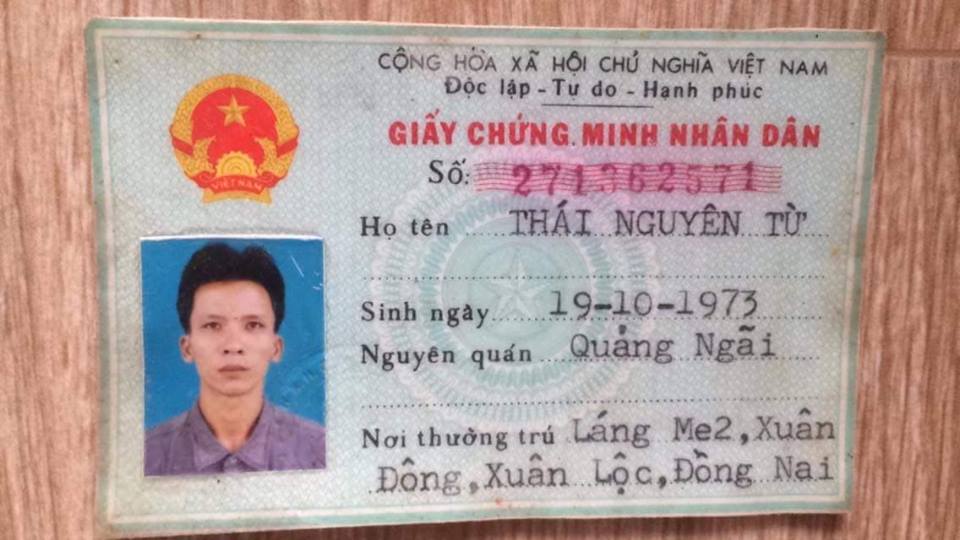 CỘNG HÒA XÃ HỘI CHỦ NGHĨA VIỆT NAM
Độc lập - Tự do - Hạnh phúc
GIẤY CHỨNG MINH NHÂN DÂN
Số: 271362571
VIỆT NAM
Họ tên THÁI NGUYÊN TỪ
Sinh ngày 19-10-1973
Nguyên quán Quảng Ngãi
Nơi thường trú Láng Me2, Xuân
Đông, Xuân Lộc, Đồng Nai